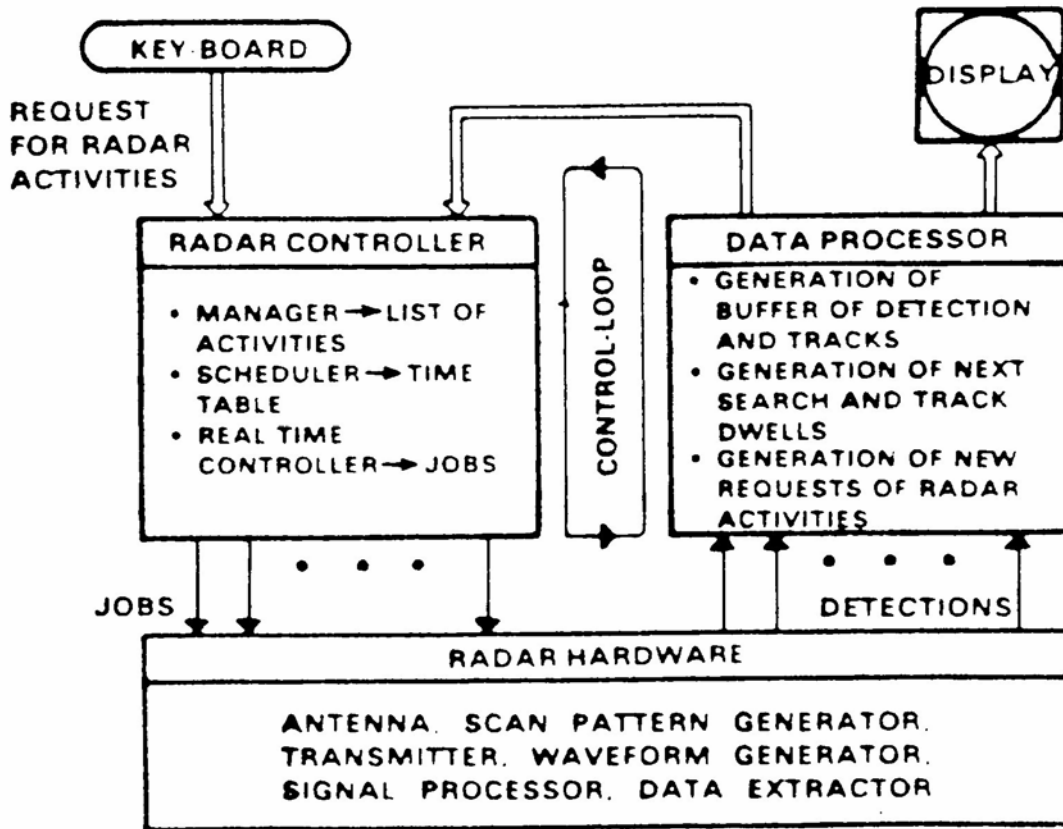 KEY-BOARD
DISPLAY
REQUEST
FOR RADAR
ACTIVITIES
RADAR CONTROLLER
• MANAGER → LIST OF
ACTIVITIES
• SCHEDULER → TIME
TABLE
• REAL TIME
CONTROLLER → JOBS
CONTROL-LOOP
DATA PROCESSOR
• GENERATION OF
BUFFER OF DETECTION
AND TRACKS
• GENERATION OF NEXT
SEARCH AND TRACK
DWELLS
• GENERATION OF NEW
REQUESTS OF RADAR
ACTIVITIES
JOBS
DETECTIONS
RADAR HARDWARE
ANTENNA, SCAN PATTERN GENERATOR,
TRANSMITTER, WAVEFORM GENERATOR,
SIGNAL PROCESSOR, DATA EXTRACTOR